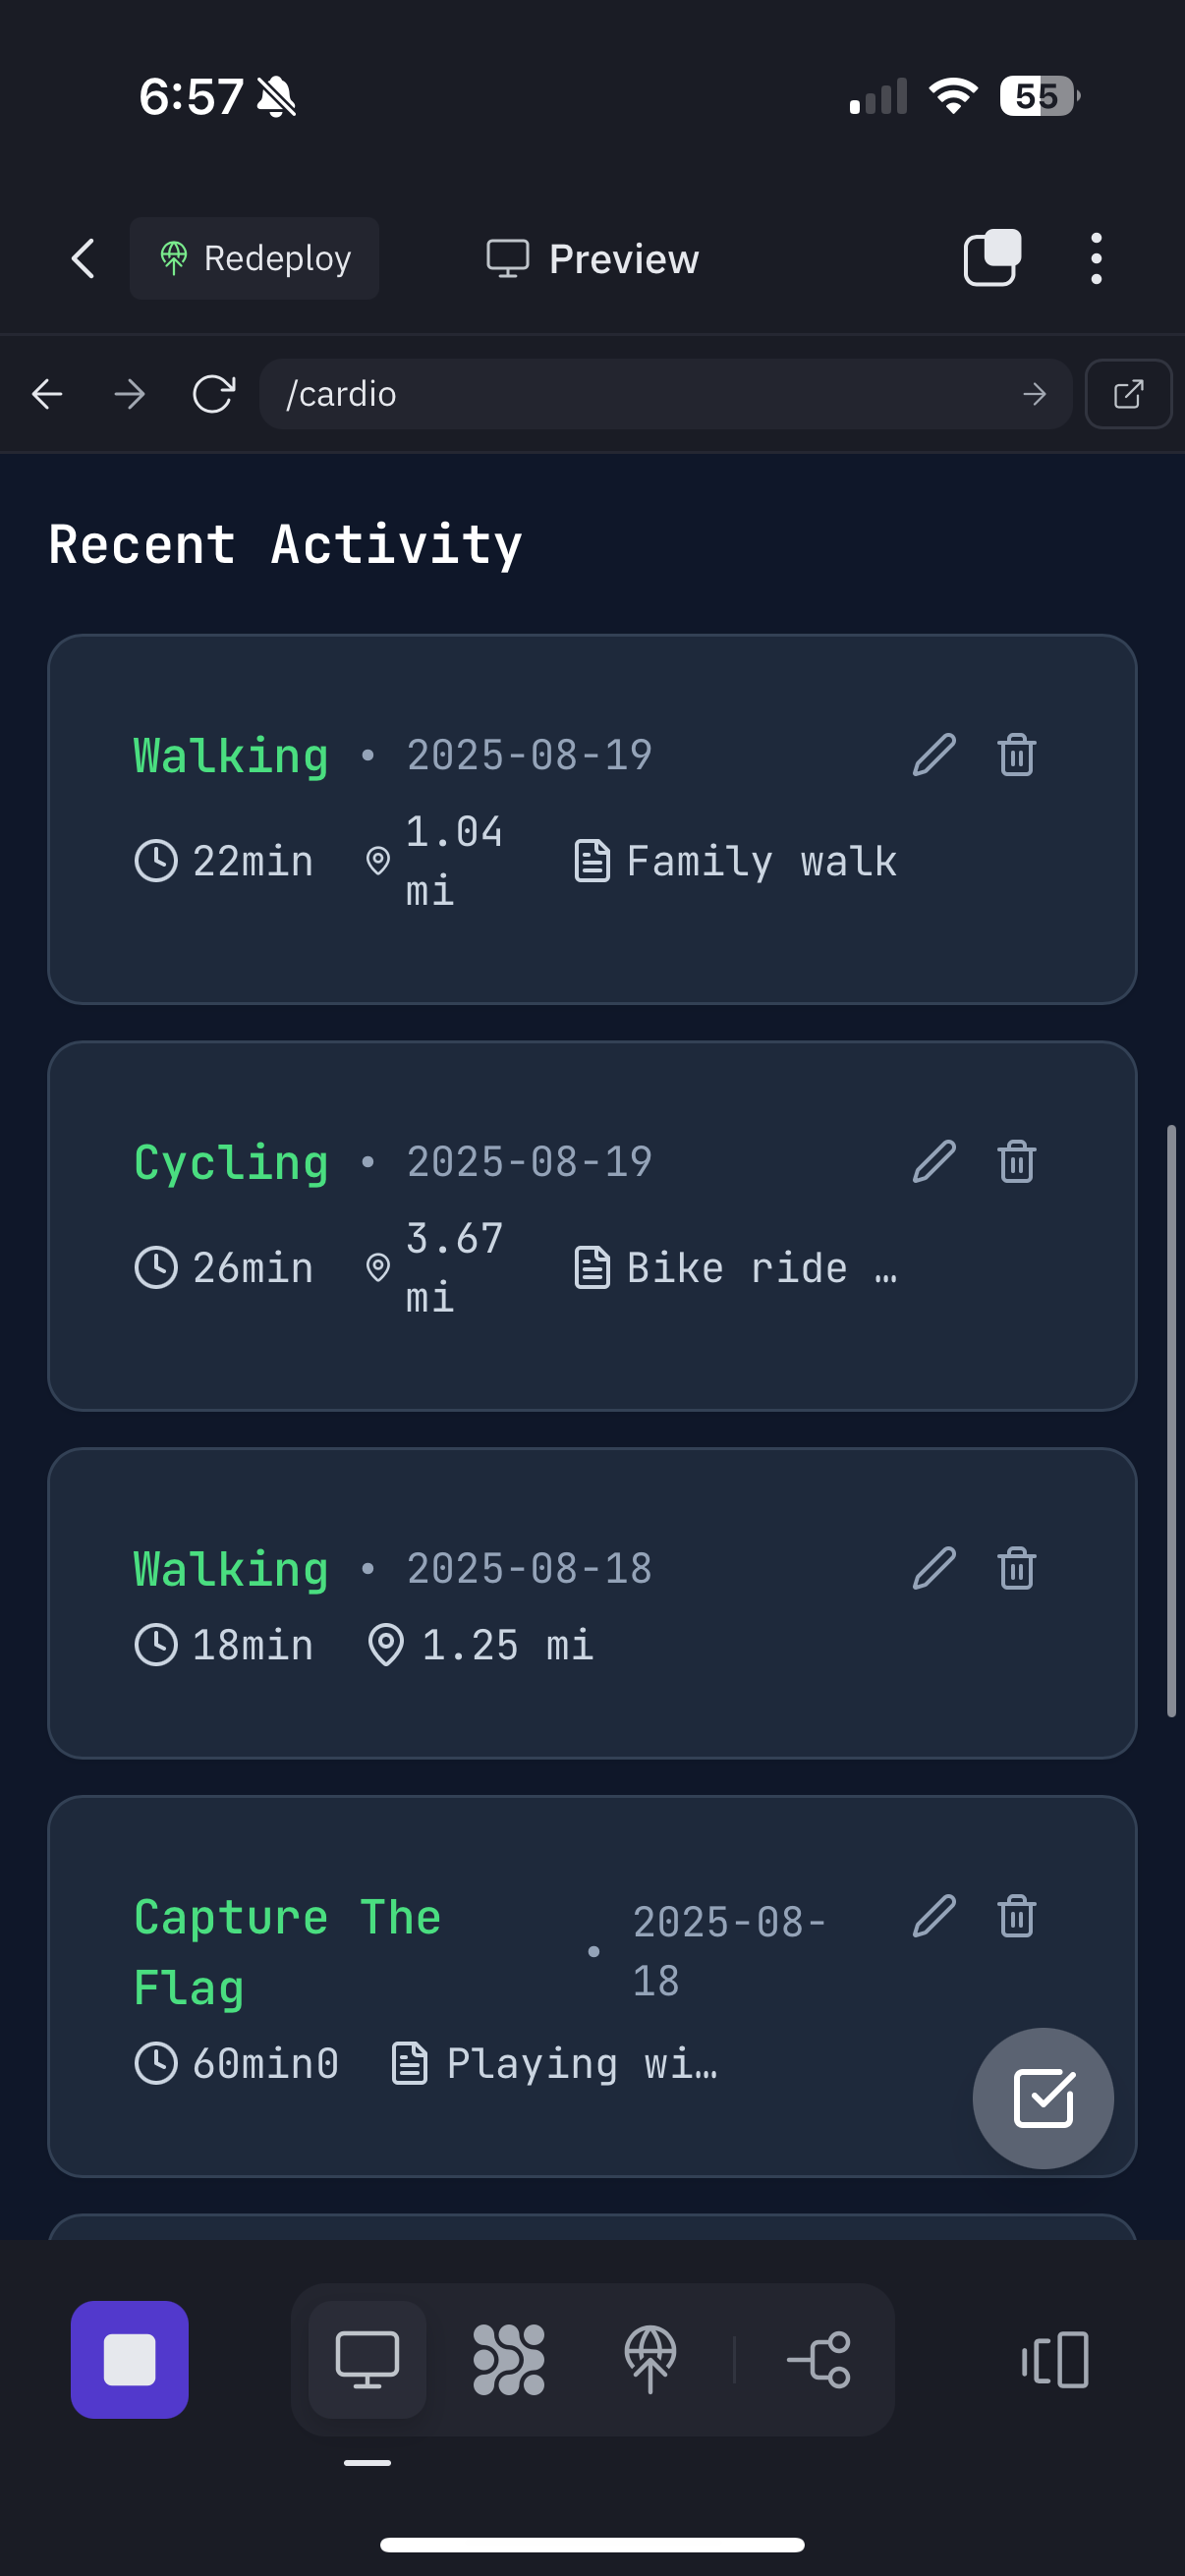 6:57
55
Redeploy
Preview
/cardio
Recent Activity
Walking • 2025-08-19
22min 1.04 mi Family walk
Cycling • 2025-08-19
26min 3.67 mi Bike ride …
Walking • 2025-08-18
18min 1.25 mi
Capture The Flag • 2025-08-18
60min0 Playing wi…